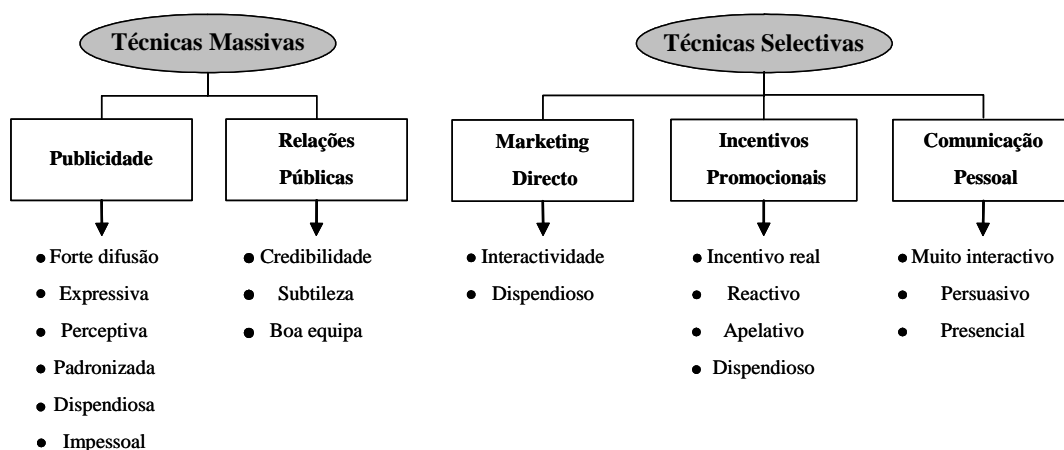 Técnicas Massivas
Publicidade
● Forte difusão
● Expressiva
● Perceptiva
● Padronizada
● Dispendiosa
● Impessoal
Relações
Públicas
● Credibilidade
● Subtileza
● Boa equipa
Técnicas Selectivas
Marketing
Directo
● Interactividade
● Dispendioso
Incentivos
Promocionais
● Incentivo real
● Reactivo
● Apelativo
● Dispendioso
Comunicação
Pessoal
● Muito interactivo
● Persuasivo
● Presencial